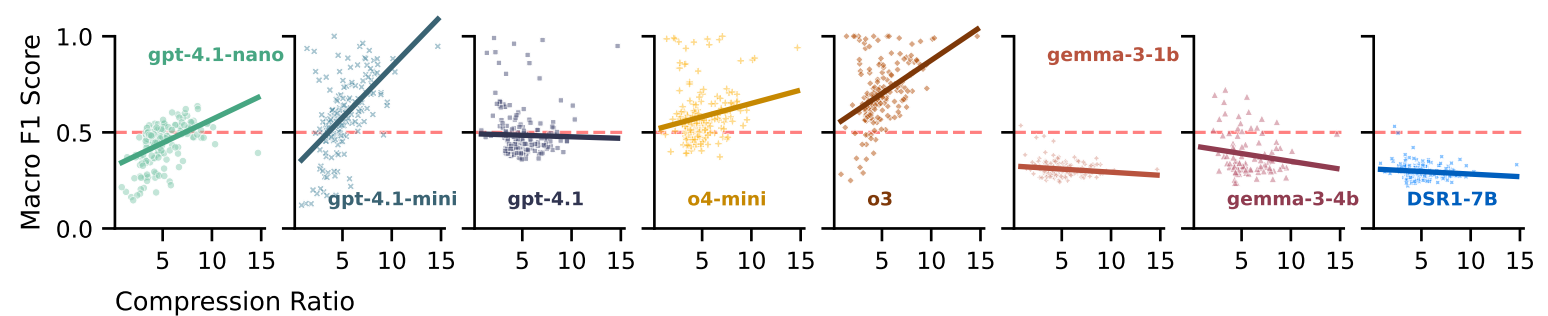 Macro F1 Score
1.0
0.5
0.0
gpt-4.1-nano
gpt-4.1-mini
gpt-4.1
o4-mini
o3
gemma-3-1b
gemma-3-4b
DSR1-7B
5 10 15 5 10 15 5 10 15 5 10 15 5 10 15 5 10 15 5 10 15 5 10 15
Compression Ratio